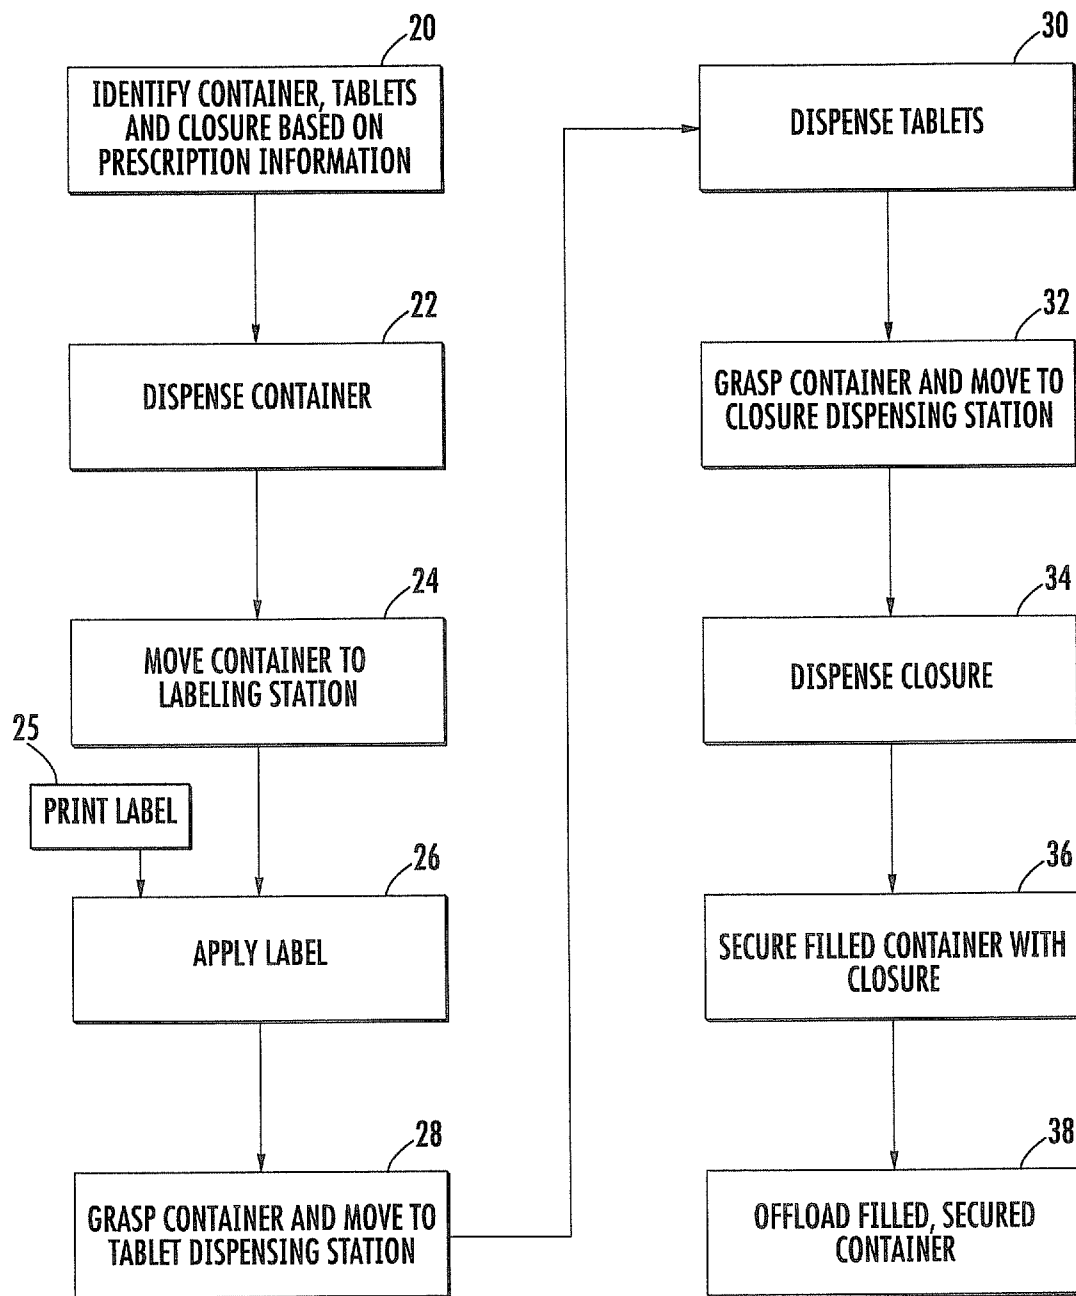 20
IDENTIFY CONTAINER, TABLETS
AND CLOSURE BASED ON
PRESCRIPTION INFORMATION
22
DISPENSE CONTAINER
24
MOVE CONTAINER TO
LABELING STATION
25
PRINT LABEL
26
APPLY LABEL
28
GRASP CONTAINER AND MOVE TO
TABLET DISPENSING STATION
30
DISPENSE TABLETS
32
GRASP CONTAINER AND MOVE TO
CLOSURE DISPENSING STATION
34
DISPENSE CLOSURE
36
SECURE FILLED CONTAINER WITH
CLOSURE
38
OFFLOAD FILLED, SECURED
CONTAINER